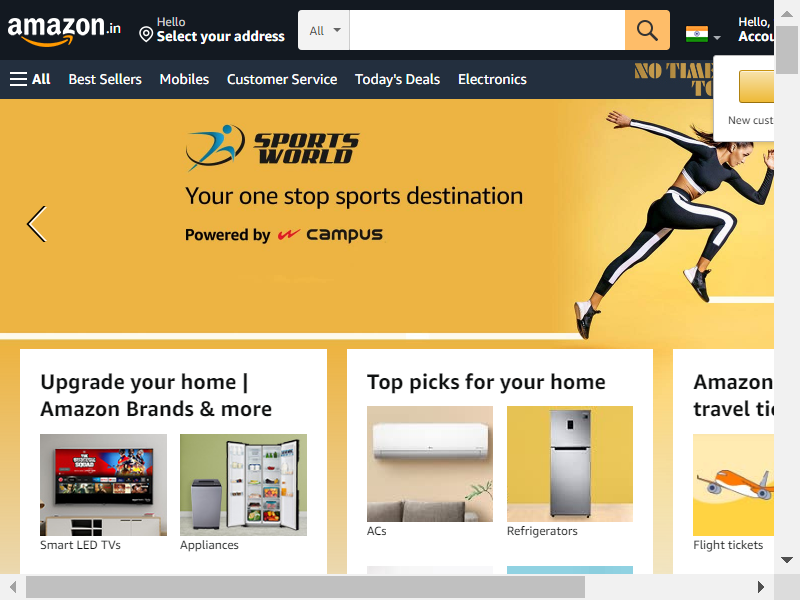 amazon.in
Hello
Select your address
All
Hello,
Accou
All
Best Sellers
Mobiles
Customer Service
Today's Deals
Electronics
NO TIME
TO
New cust
SPORTS
WORLD
Your one stop sports destination
Powered by campus
Upgrade your home |
Amazon Brands & more
Smart LED TVs
Appliances
Top picks for your home
ACs
Refrigerators
Amazon
travel tic
Flight tickets